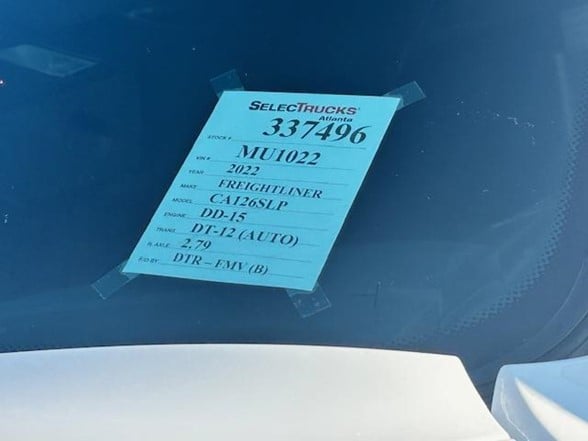 SELECTRUCKS
Atlanta
STOCK # 337496
VIN # MU1022
YEAR 2022
MAKE FREIGHTLINER
MODEL CA126SLP
ENGINE DD-15
TRANS. DT-12 (AUTO)
R. AXLE 2,79
F/O BY DTR – FMV (B)